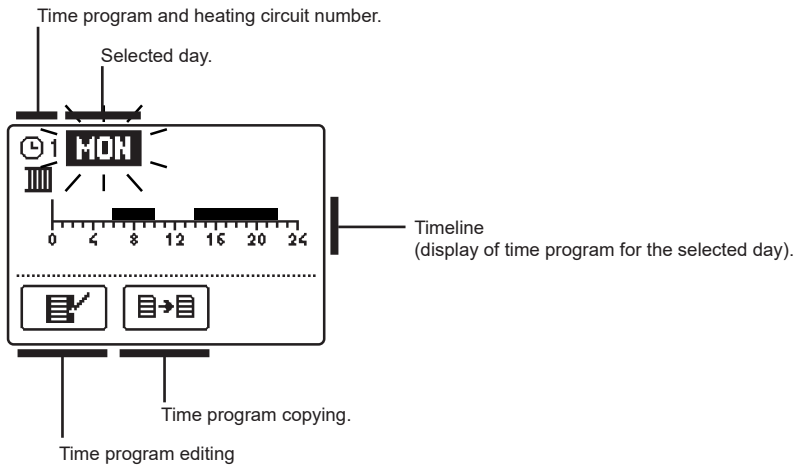 Time program and heating circuit number.
Selected day.
1 MON
0 4 8 12 16 20 24
Timeline
(display of time program for the selected day).
Time program copying.
Time program editing